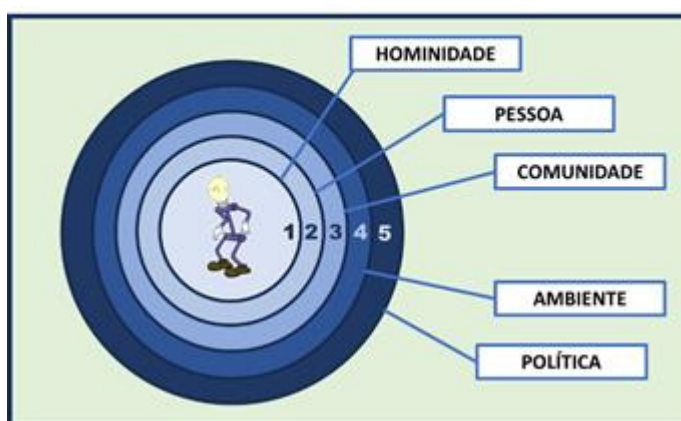 HOMINIDADE
PESSOA
COMUNIDADE
1 2 3 4 5
AMBIENTE
POLÍTICA